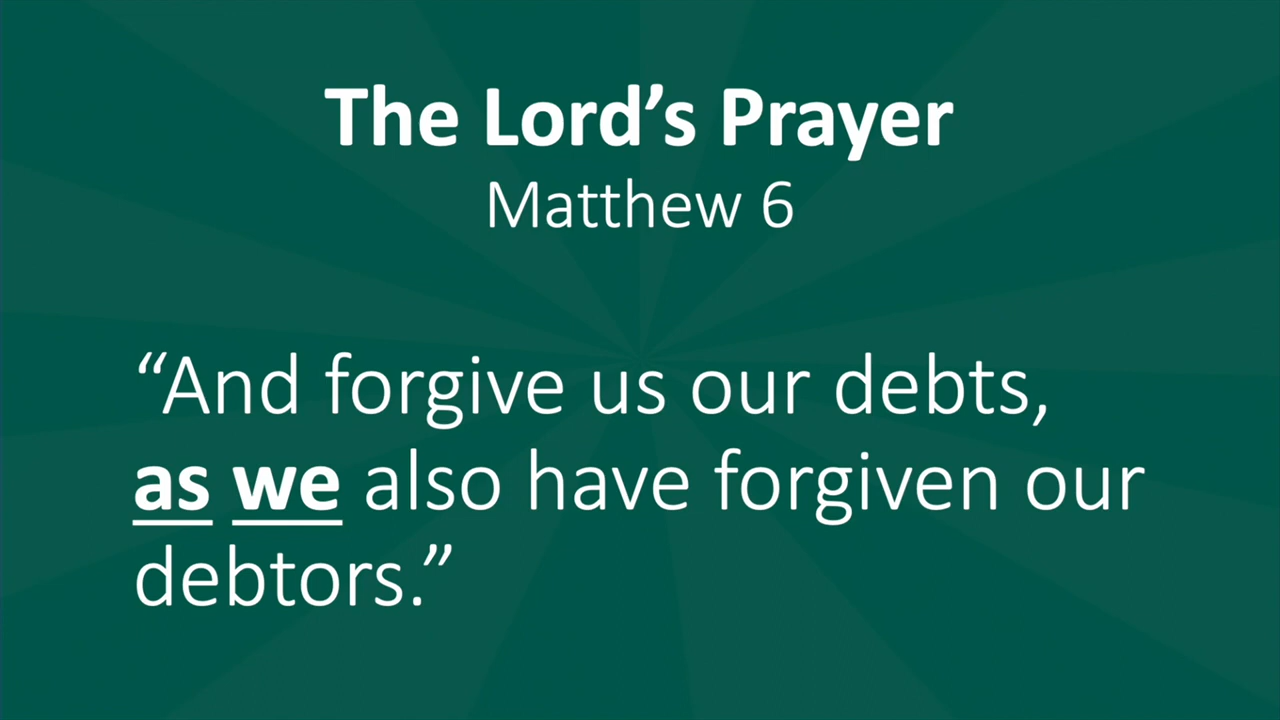 The Lord’s Prayer
Matthew 6
“And forgive us our debts,
as we also have forgiven our
debtors.”